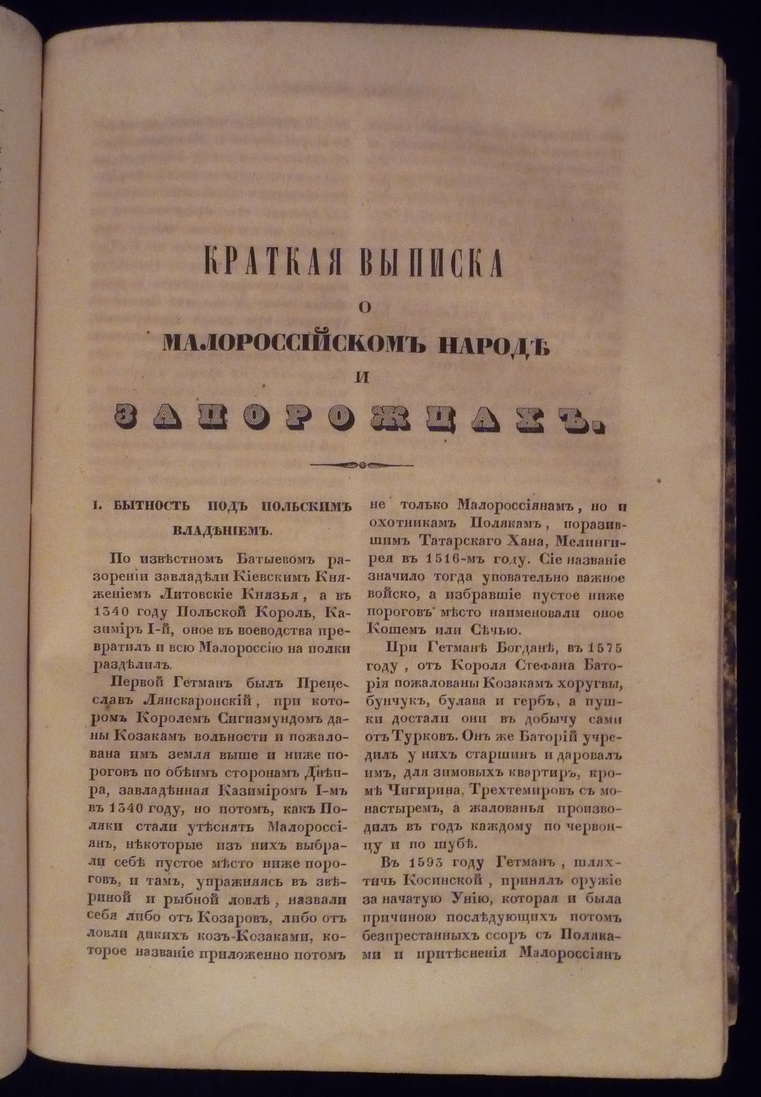 КРАТКАЯ ВЫПИСКА
О
МАЛОРОССІЙСКОМЪ НАРОДѢ
И
ЗАПОРОЖЦАХЪ.
I. БЫТНОСТЬ ПОДЪ ПОЛЬСКИМЪ
ВЛАДѢНІЕМЪ.
По извѣстномъ Батыевомъ ра-
зореніи завладѣли Кіевскимъ Кня-
женіемъ Литовскіе Князья, а въ
1340 году Польской Король, Ка-
зиміръ I-й, оное въ воеводства пре-
вратилъ и всю Малороссію на полки
раздѣлилъ.
Первой Гетманъ былъ Преце-
славъ Лянскаронскій, при кото-
ромъ Королемъ Сигизмундомъ да-
ны Козакамъ вольности и пожало-
вана имъ земля выше и ниже по-
роговъ по обѣимъ сторонамъ Днѣп-
ра, завладѣнная Казиміромъ I-мъ
въ 1340 году, но потомъ, какъ По-
ляки стали утѣснять Малороссі-
янъ, нѣкоторые изъ нихъ выбра-
ли себѣ пустое мѣсто ниже поро-
говъ, и тамъ, упражняясь въ звѣ-
риной и рыбной ловлѣ, назвали
себя либо отъ Козаровъ, либо отъ
ловли дикихъ козъ-Козаками, ко-
торое названіе приложенно потомъ
не только Малороссіянамъ, но и
охотникамъ Полякамъ, поразив-
шимъ Татарскаго Хана, Мелинги-
рея въ 1516-мъ году. Сіе названіе
значило тогда уповательно важное
войско, а избравшіе пустое ниже
пороговъ мѣсто наименовали оное
Кошемъ или Сѣчью.
При Гетманѣ Богданѣ, въ 1575
году, отъ Короля Стефана Бато-
рія пожалованы Козакамъ хоругвы,
бунчукъ, булава и гербъ, а пуш-
ки достали они въ добычу сами
отъ Турковъ. Онъ же Баторій учре-
дилъ у нихъ старшинъ и даровалъ
имъ, для зимовыхъ квартиръ, кро-
мѣ Чигирина, Трехтемировъ съ мо-
настыремъ, а жалованья произво-
дилъ въ годъ каждому по червон-
цу и по шубѣ.
Въ 1593 году Гетманъ, шлях-
тичь Косинской, принялъ оружіе
за начатую Унію, которая и была
причиною послѣдующихъ потомъ
безпрестанныхъ ссоръ съ Поляка-
ми и притѣсненія Малороссіянъ